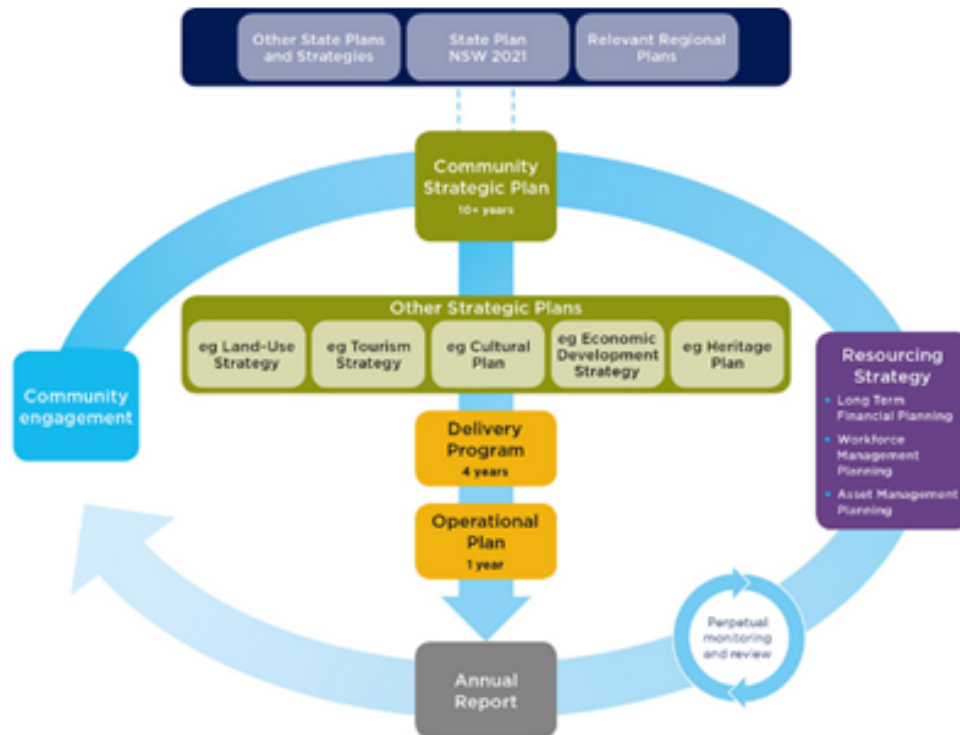 Other State Plans
and Strategies
State Plan
NSW 2021
Relevant Regional
Plans
Community
Strategic Plan
10+ years
Other Strategic Plans
eg Land-Use
Strategy
eg Tourism
Strategy
eg Cultural
Plan
eg Economic
Development
Strategy
eg Heritage
Plan
Community
engagement
Resourcing
Strategy
• Long Term
Financial Planning
• Workforce
Management
Planning
• Asset Management
Planning
Delivery
Program
4 years
Operational
Plan
1 year
Perpetual
monitoring
and review
Annual
Report